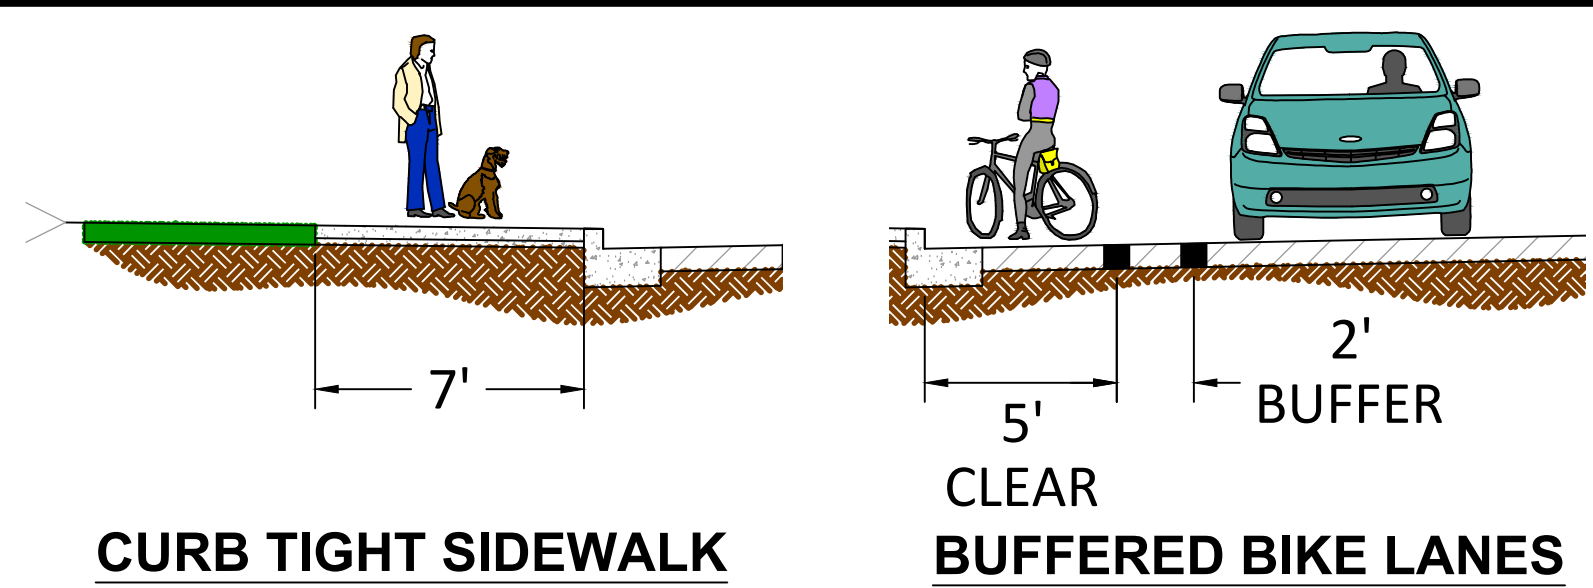 7'
CURB TIGHT SIDEWALK
5'
CLEAR
2'
BUFFER
BUFFERED BIKE LANES